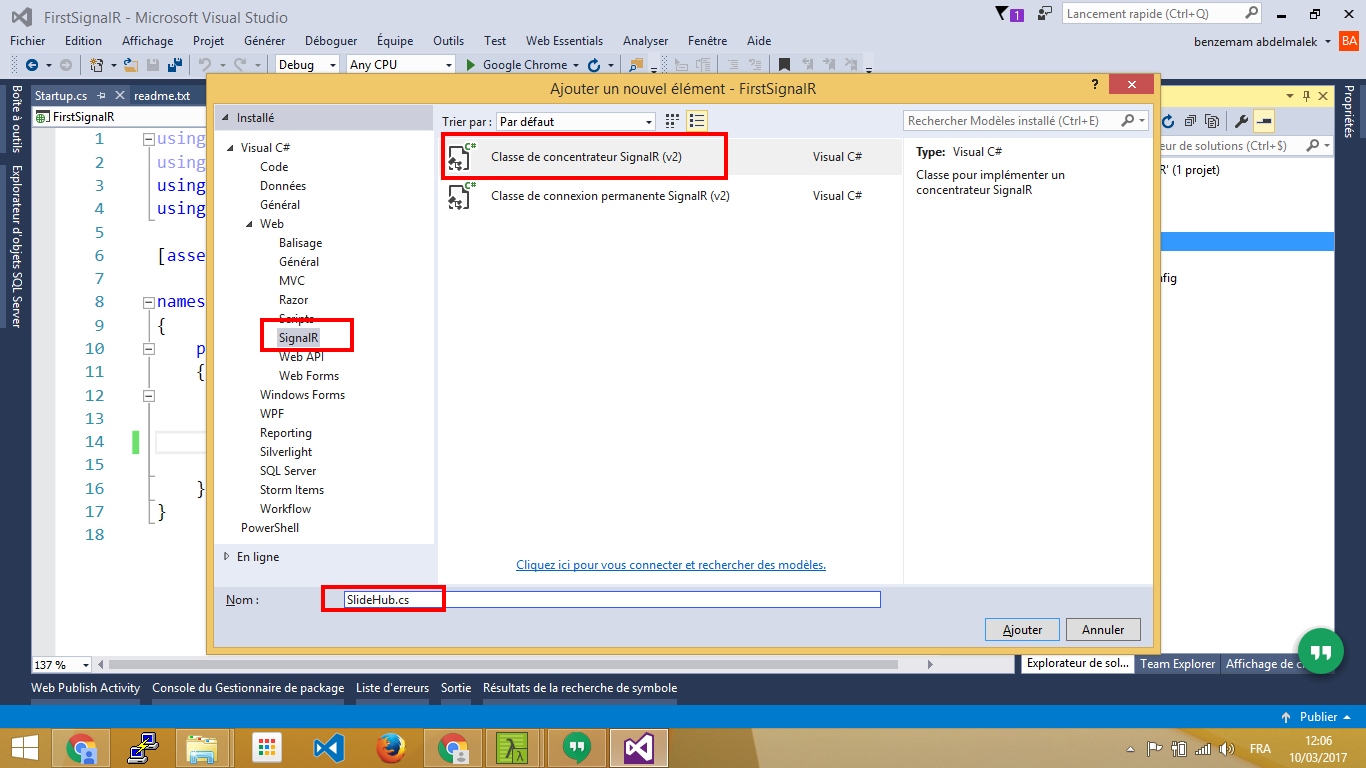 FirstSignalR - Microsoft Visual Studio
1
Lancement rapide (Ctrl+Q)
Fichier Edition Affichage Projet Générer Déboguer Équipe Outils Test Web Essentials Analyser Fenêtre Aide
benzemam abdelmalek BA
Debug Any CPU Google Chrome
Boîte à outils
Explorateur d'objets SQL Server
Startup.cs readme.txt
FirstSignalR
1 using
2 using
3 using
4 using
5
6 [asse
7
8 names
9 {
10 p
11 {
12
13
14
15
16 }
17 }
18
137 %
Ajouter un nouvel élément - FirstSignalR
?
Installé
Visual C#
Code
Données
Général
Web
Balisage
Général
MVC
Razor
Scripts
SignalR
Web API
Web Forms
Windows Forms
WPF
Reporting
Silverlight
SQL Server
Storm Items
Workflow
PowerShell
En ligne
Trier par : Par défaut
Rechercher Modèles installé (Ctrl+E)
C# Classe de concentrateur SignalR (v2) Visual C#
C# Classe de connexion permanente SignalR (v2) Visual C#
Type: Visual C#
Classe pour implémenter un
concentrateur SignalR
Cliquez ici pour vous connecter et rechercher des modèles.
Nom : SlideHub.cs
Ajouter Annuler
Propriétés
eur de solutions (Ctrl+$)
R' (1 projet)
nfig
Explorateur de sol... Team Explorer Affichage de c
Web Publish Activity Console du Gestionnaire de package Liste d'erreurs Sortie Résultats de la recherche de symbole
Publier
FRA
12:06
10/03/2017